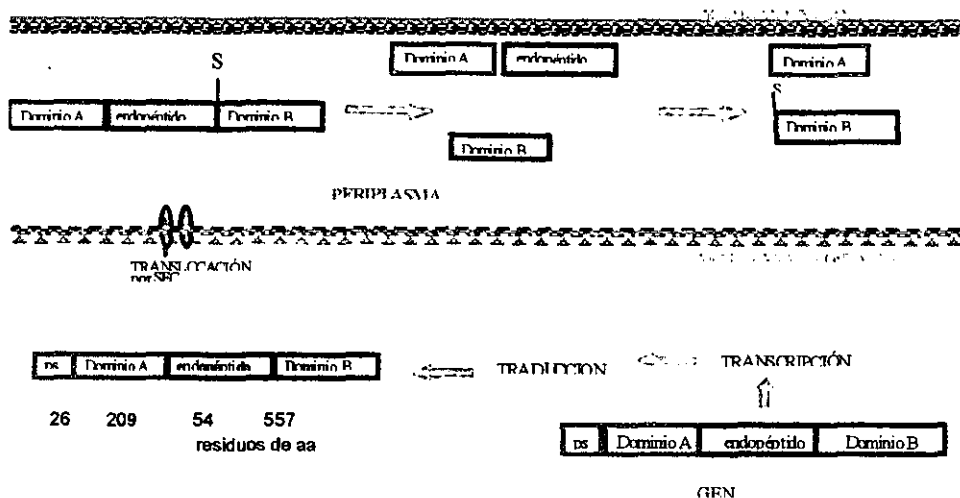 S
Dominio A endopéptido
Dominio A
Dominio A endopéptido Dominio B
S
Dominio B
Dominio B
PERIPLASMA
TRANSLOCACIÓN
por SEC
ps Dominio A endopéptido Dominio B
TRADUCCION
TRANSCRIPCIÓN
26 209 54 557
residuos de aa
ps Dominio A endopéptido Dominio B
GEN